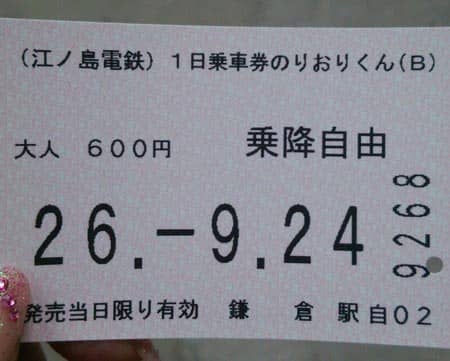 （江ノ島電鉄）１日乗車券のりおりくん（B）
大人　６００円　乗降自由
26.-9.24
9268
発売当日限り有効　鎌　倉　駅　自０２